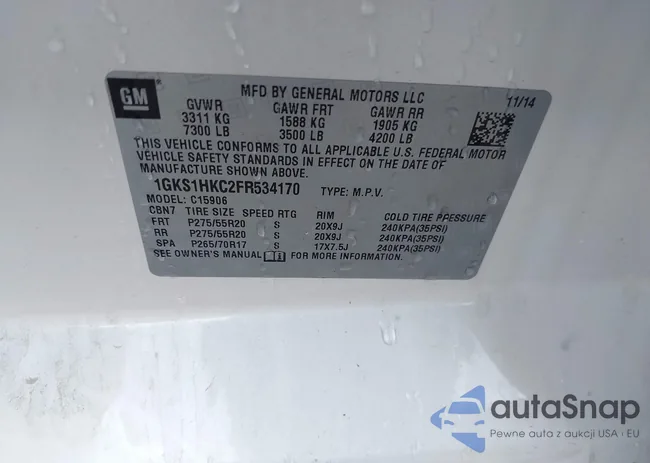 GM
MFD BY GENERAL MOTORS LLC
11/14
GVWR GAWR FRT GAWR RR
3311 KG 1588 KG 1905 KG
7300 LB 3500 LB 4200 LB
THIS VEHICLE CONFORMS TO ALL APPLICABLE U.S. FEDERAL MOTOR
VEHICLE SAFETY STANDARDS IN EFFECT ON THE DATE OF
MANUFACTURE SHOWN ABOVE.
1GKS1HKC2FR534170 TYPE: M.P.V.
MODEL: C15906
CBN7 TIRE SIZE SPEED RTG RIM COLD TIRE PRESSURE
FRT P275/55R20 S 20X9J 240KPA(35PSI)
RR P275/55R20 S 20X9J 240KPA(35PSI)
SPA P265/70R17 S 17X7.5J 240KPA(35PSI)
SEE OWNER'S MANUAL FOR MORE INFORMATION
autaSnap
Pewne auta z aukcji USA i EU